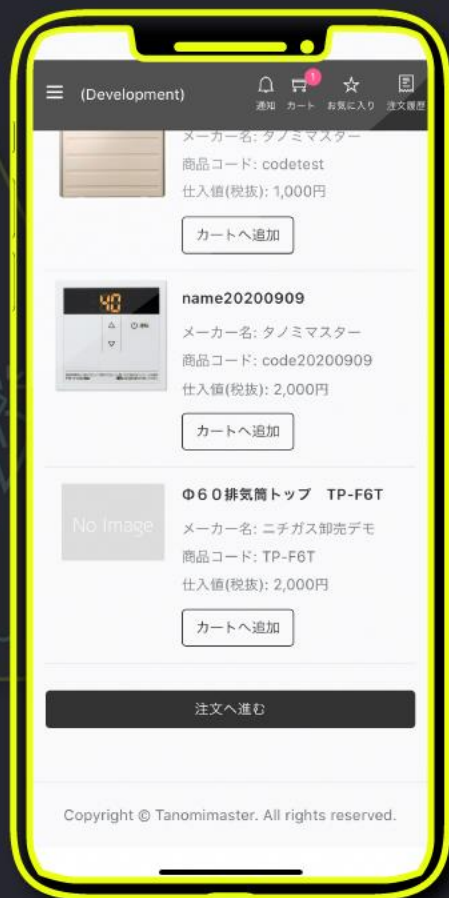 (Development)
1
通知 カート お気に入り 注文履歴
メーカー名: タノミマスター
商品コード: codetest
仕入値(税抜): 1,000円
カートへ追加
40
name20200909
メーカー名: タノミマスター
商品コード: code20200909
仕入値(税抜): 2,000円
カートへ追加
No Image
Φ60排気筒トップ TP-F6T
メーカー名: ニチガス卸売デモ
商品コード: TP-F6T
仕入値(税抜): 2,000円
カートへ追加
注文へ進む
Copyright © Tanomimaster. All rights reserved.